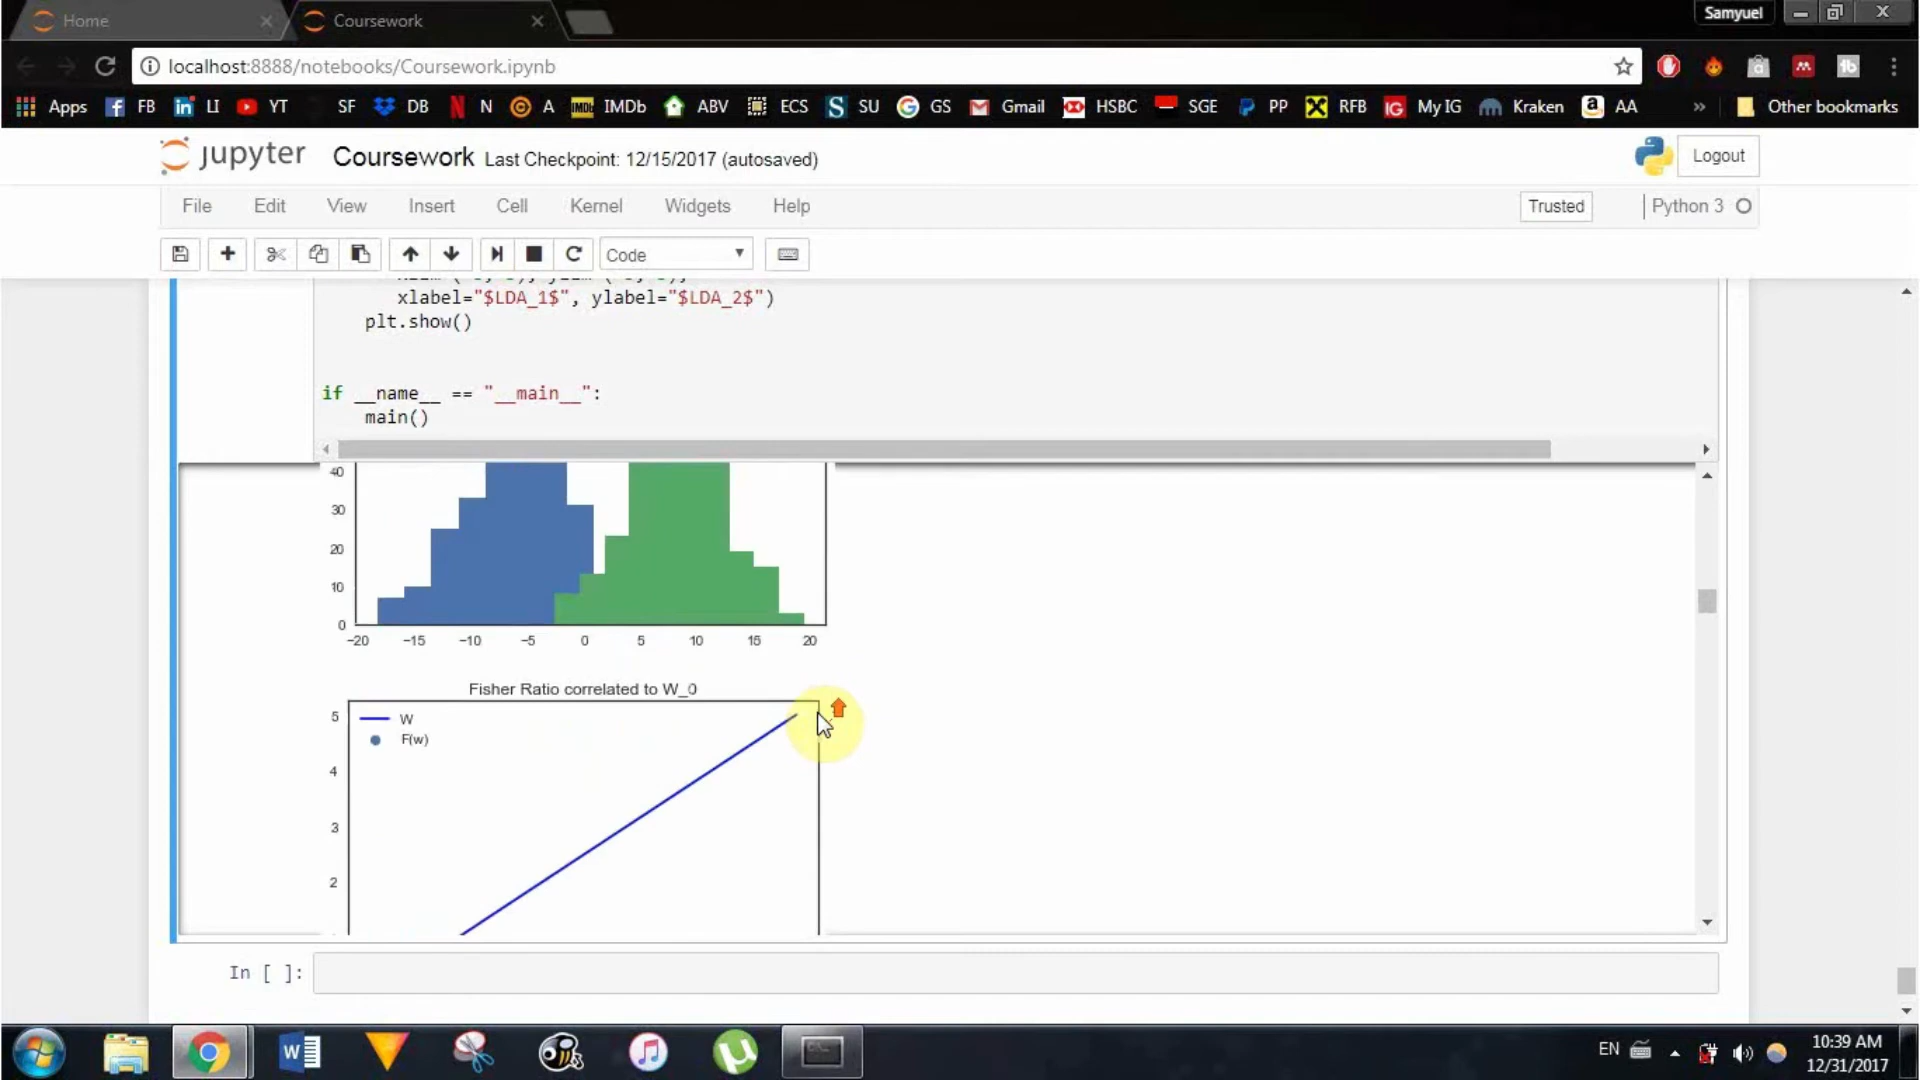 Home
Coursework
Samyuel
localhost:8888/notebooks/Coursework.ipynb
Apps FB LI YT SF DB N A IMDb ABV ECS SU GS Gmail HSBC SGE PP RFB My IG Kraken AA » Other bookmarks
jupyter Coursework Last Checkpoint: 12/15/2017 (autosaved)
Logout
File Edit View Insert Cell Kernel Widgets Help
Trusted
Python 3
Code
xlabel="$LDA_1$", ylabel="$LDA_2$")
plt.show()
if __name__ == "__main__":
main()
40
30
20
10
0
−20 −15 −10 −5 0 5 10 15 20
Fisher Ratio correlated to W_0
5
W
F(w)
4
3
2
In [ ]:
EN
10:39 AM
12/31/2017